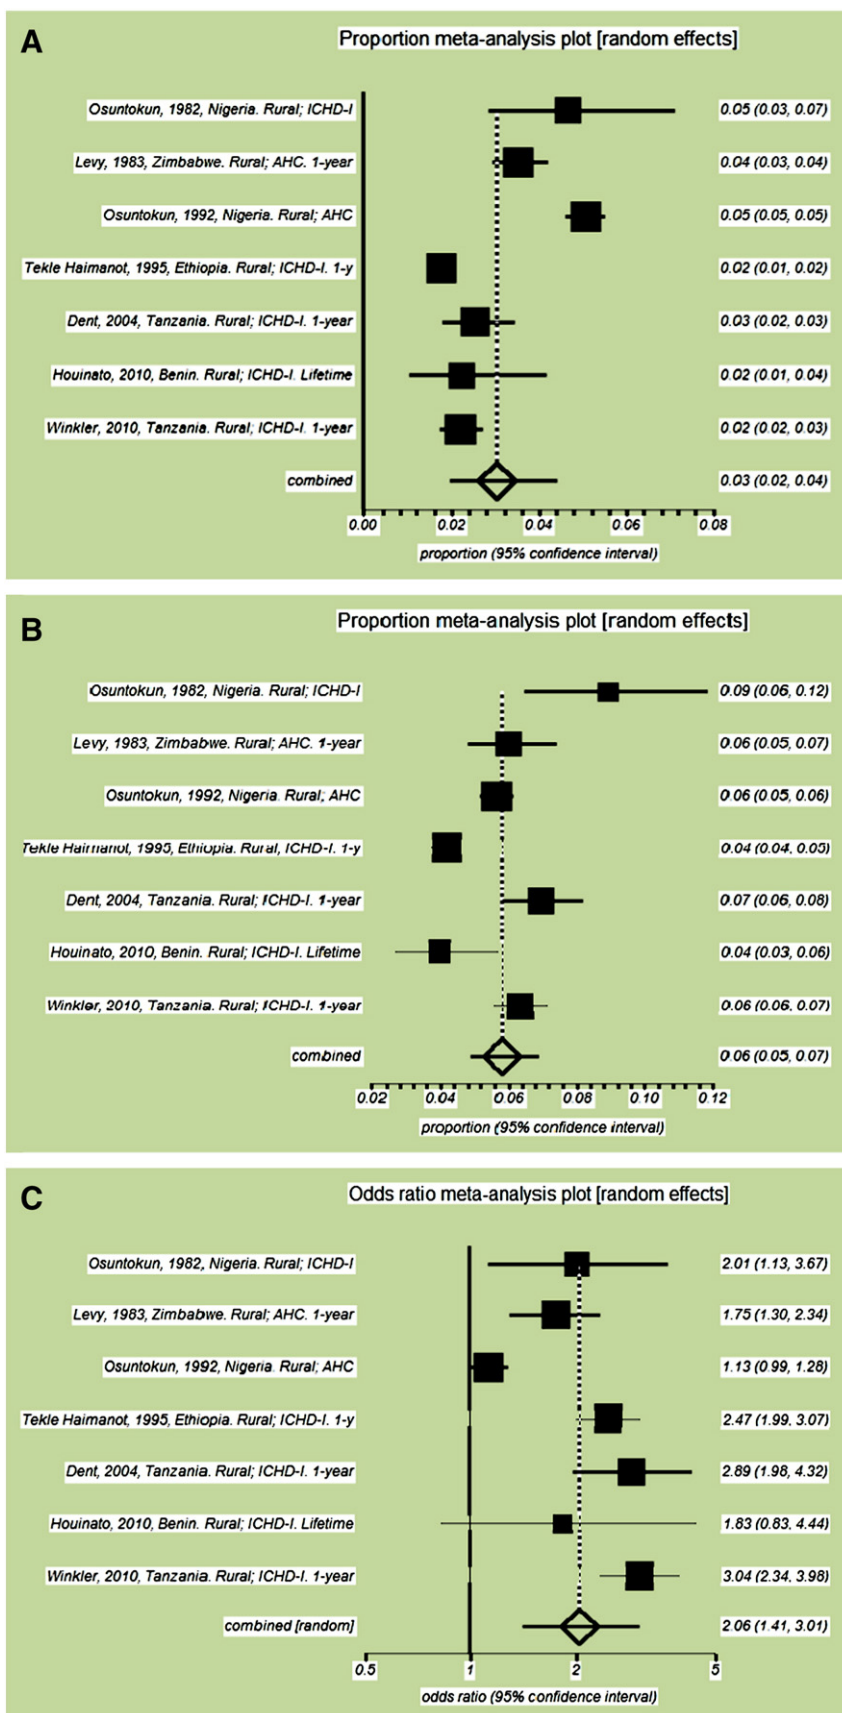 A
Proportion meta-analysis plot [random effects]
Osuntokun, 1982, Nigeria. Rural; ICHD-I 0.05 (0.03, 0.07)
Levy, 1983, Zimbabwe. Rural; AHC. 1-year 0.04 (0.03, 0.04)
Osuntokun, 1992, Nigeria. Rural; AHC 0.05 (0.05, 0.05)
Tekle Haimanot, 1995, Ethiopia. Rural; ICHD-I. 1-y 0.02 (0.01, 0.02)
Dent, 2004, Tanzania. Rural; ICHD-I. 1-year 0.03 (0.02, 0.03)
Houinato, 2010, Benin. Rural; ICHD-I. Lifetime 0.02 (0.01, 0.04)
Winkler, 2010, Tanzania. Rural; ICHD-I. 1-year 0.02 (0.02, 0.03)
combined 0.03 (0.02, 0.04)
0.00 0.02 0.04 0.06 0.08
proportion (95% confidence interval)
B
Proportion meta-analysis plot [random effects]
Osuntokun, 1982, Nigeria. Rural; ICHD-I 0.09 (0.06, 0.12)
Levy, 1983, Zimbabwe. Rural; AHC. 1-year 0.06 (0.05, 0.07)
Osuntokun, 1992, Nigeria. Rural; AHC 0.06 (0.05, 0.06)
Tekle Haimanot, 1995, Ethiopia. Rural, ICHD-I. 1-y 0.04 (0.04, 0.05)
Dent, 2004, Tanzania. Rural; ICHD-I. 1-year 0.07 (0.06, 0.08)
Houinato, 2010, Benin. Rural; ICHD-I. Lifetime 0.04 (0.03, 0.06)
Winkler, 2010, Tanzania. Rural; ICHD-I. 1-year 0.06 (0.06, 0.07)
combined 0.06 (0.05, 0.07)
0.02 0.04 0.06 0.08 0.10 0.12
proportion (95% confidence interval)
C
Odds ratio meta-analysis plot [random effects]
Osuntokun, 1982, Nigeria. Rural; ICHD-I 2.01 (1.13, 3.67)
Levy, 1983, Zimbabwe. Rural; AHC. 1-year 1.75 (1.30, 2.34)
Osuntokun, 1992, Nigeria. Rural; AHC 1.13 (0.99, 1.28)
Tekle Haimanot, 1995, Ethiopia. Rural; ICHD-I. 1-y 2.47 (1.99, 3.07)
Dent, 2004, Tanzania. Rural; ICHD-I. 1-year 2.89 (1.98, 4.32)
Houinato, 2010, Benin. Rural; ICHD-I. Lifetime 1.83 (0.83, 4.44)
Winkler, 2010, Tanzania. Rural; ICHD-I. 1-year 3.04 (2.34, 3.98)
combined [random] 2.06 (1.41, 3.01)
0.5 1 2 5
odds ratio (95% confidence interval)